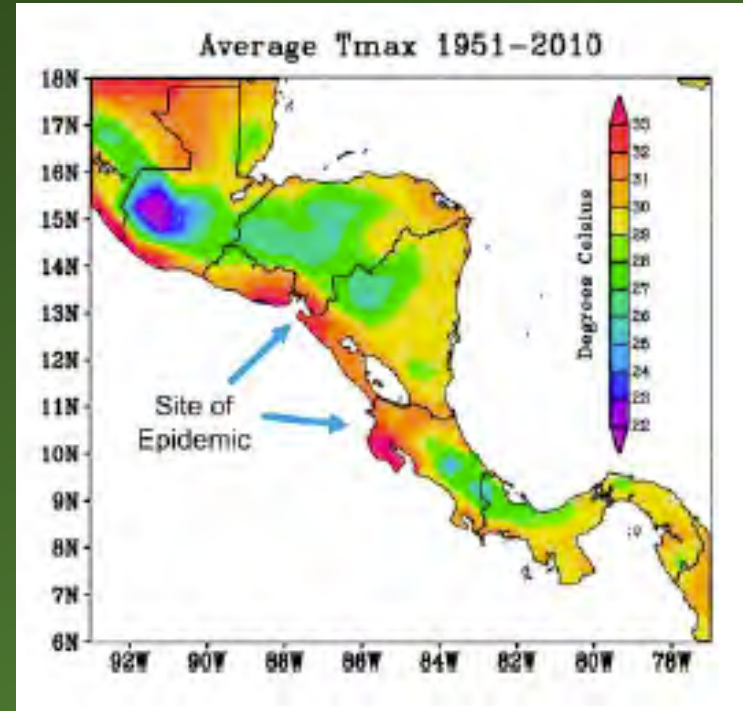 Average Tmax 1951-2010
18N
17N
16N
15N
14N
13N
12N
11N
10N
9N
8N
7N
6N
92W 90W 88W 86W 84W 82W 80W 78W
Site of
Epidemic
Degrees Celsius
33
32
31
30
29
28
27
26
25
24
23
22